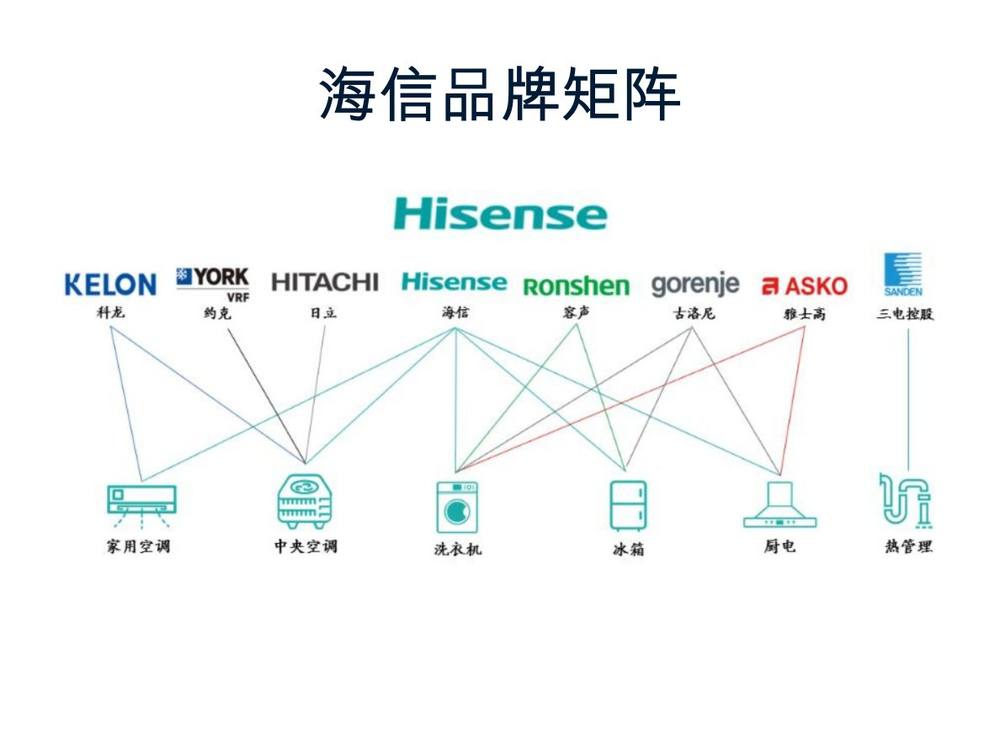 海信品牌矩阵
Hisense
KELON YORK HITACHI Hisense Ronshen gorenje ASKO SANDEN
VRF
科龙 约克 日立 海信 容声 古洛尼 雅士高 三电控股
家用空调 中央空调 洗衣机 冰箱 厨电 热管理